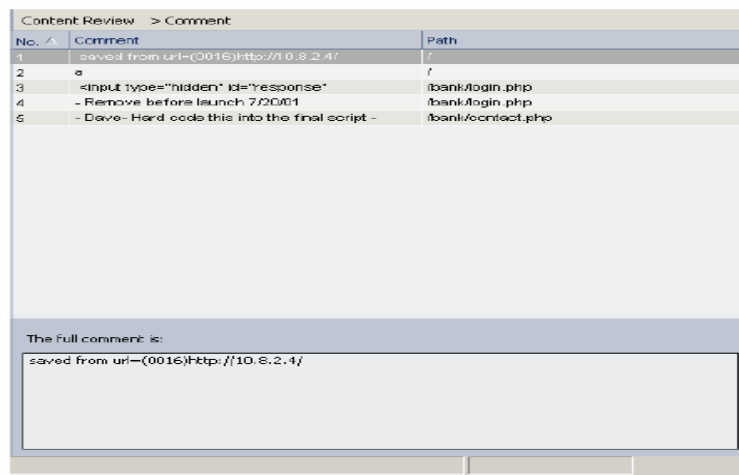 Content Review > Comment
No. Comment Path
1 saved from url=(0016)http://10.8.2.4/ /
2 a /
3 <input type="hidden" id="response" /bank/login.php
4 - Remove before launch 7/20/01 /bank/login.php
5 - Dave- Hard code this into the final script - /bank/contact.php
The full comment is:
saved from url=(0016)http://10.8.2.4/